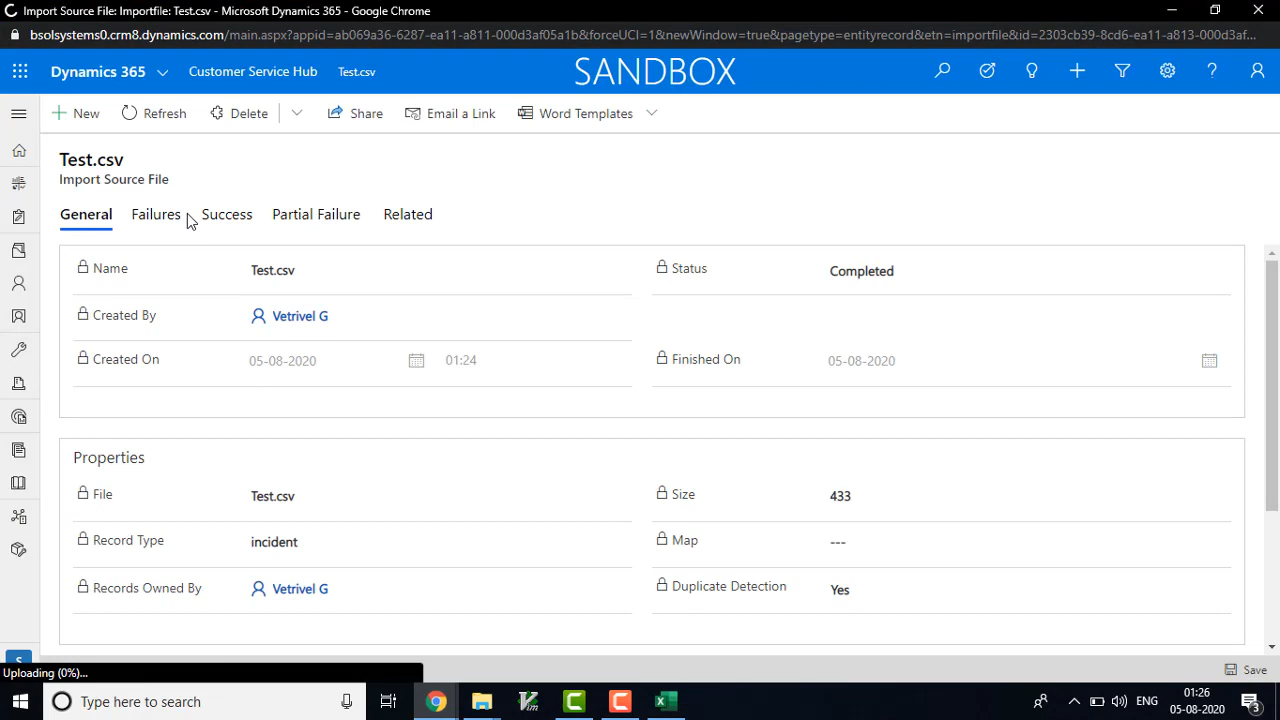 Import Source File: Importfile: Test.csv - Microsoft Dynamics 365 - Google Chrome
bsolsystems0.crm8.dynamics.com/main.aspx?appid=ab069a36-6287-ea11-a811-000d3af05a1b&forceUCI=1&newWindow=true&pagetype=entityrecord&etn=importfile&id=2303cb39-8cd6-ea11-a813-000d3af...
Dynamics 365 Customer Service Hub Test.csv SANDBOX
New Refresh Delete Share Email a Link Word Templates
Test.csv
Import Source File
General Failures Success Partial Failure Related
Name Test.csv Status Completed
Created By Vetrivel G
Created On 05-08-2020 01:24 Finished On 05-08-2020
Properties
File Test.csv Size 433
Record Type incident Map ---
Records Owned By Vetrivel G Duplicate Detection Yes
S
Uploading (0%)... Save
Type here to search ENG 01:26
05-08-2020 3